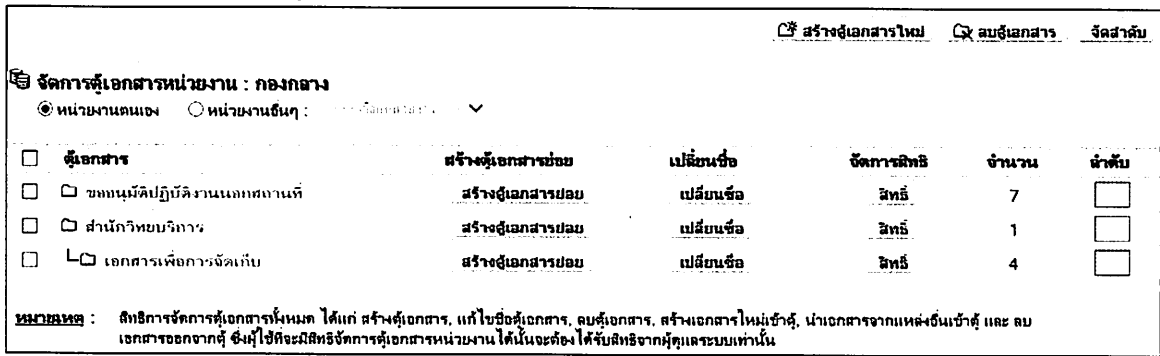 สร้างตู้เอกสารใหม่ ลบตู้เอกสาร จัดลำดับ
จัดการตู้เอกสารหน่วยงาน : กองกลาง
หน่วยงานตนเอง หน่วยงานอื่นๆ :
ตู้เอกสาร สร้างตู้เอกสารย่อย เปลี่ยนชื่อ จัดการสิทธิ จำนวน ลำดับ
ขออนุมัติปฏิบัติงานนอกสถานที่ สร้างตู้เอกสารย่อย เปลี่ยนชื่อ สิทธิ์ 7
สำนักวิทยบริการ สร้างตู้เอกสารย่อย เปลี่ยนชื่อ สิทธิ์ 1
เอกสารเพื่อการจัดเก็บ สร้างตู้เอกสารย่อย เปลี่ยนชื่อ สิทธิ์ 4
หมายเหตุ : สิทธิการจัดการตู้เอกสารทั้งหมด ได้แก่ สร้างตู้เอกสาร, แก้ไขชื่อตู้เอกสาร, ลบตู้เอกสาร, สร้างเอกสารใหม่เข้าตู้, นำเอกสารจากแหล่งอื่นเข้าตู้ และ ลบ
เอกสารออกจากตู้ ซึ่งผู้ใช้ที่จะมีสิทธิจัดการตู้เอกสารหน่วยงานได้นั้นจะต้องได้รับสิทธิจากผู้ดูแลระบบเท่านั้น